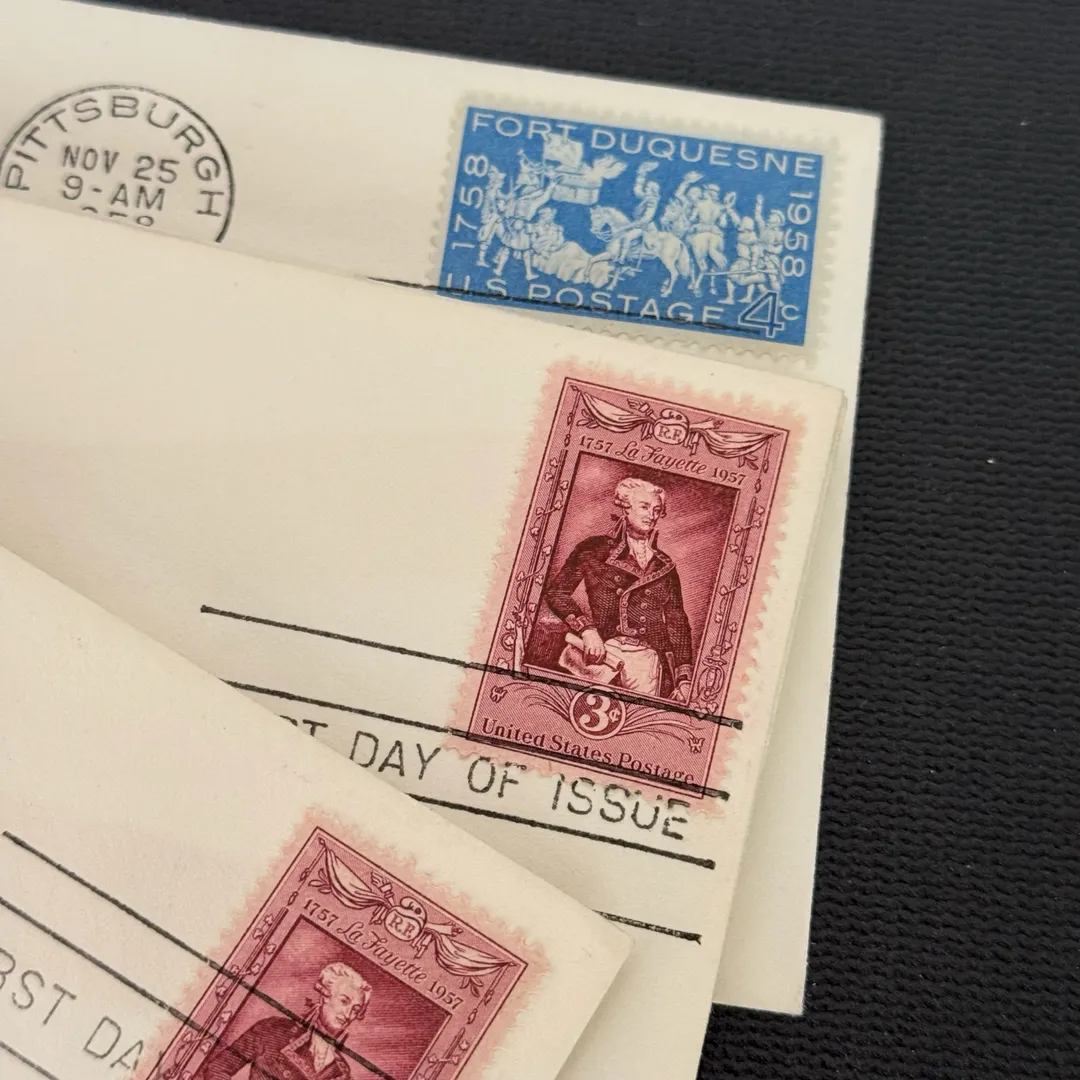 PITTSBURGH
NOV 25
9-AM
FORT DUQUESNE
1758
1958
U.S. POSTAGE 4c
R.F.
1757 La Fayette 1957
3¢
United States Postage
DAY OF ISSUE
R.F.
1757 La Fayette 1957